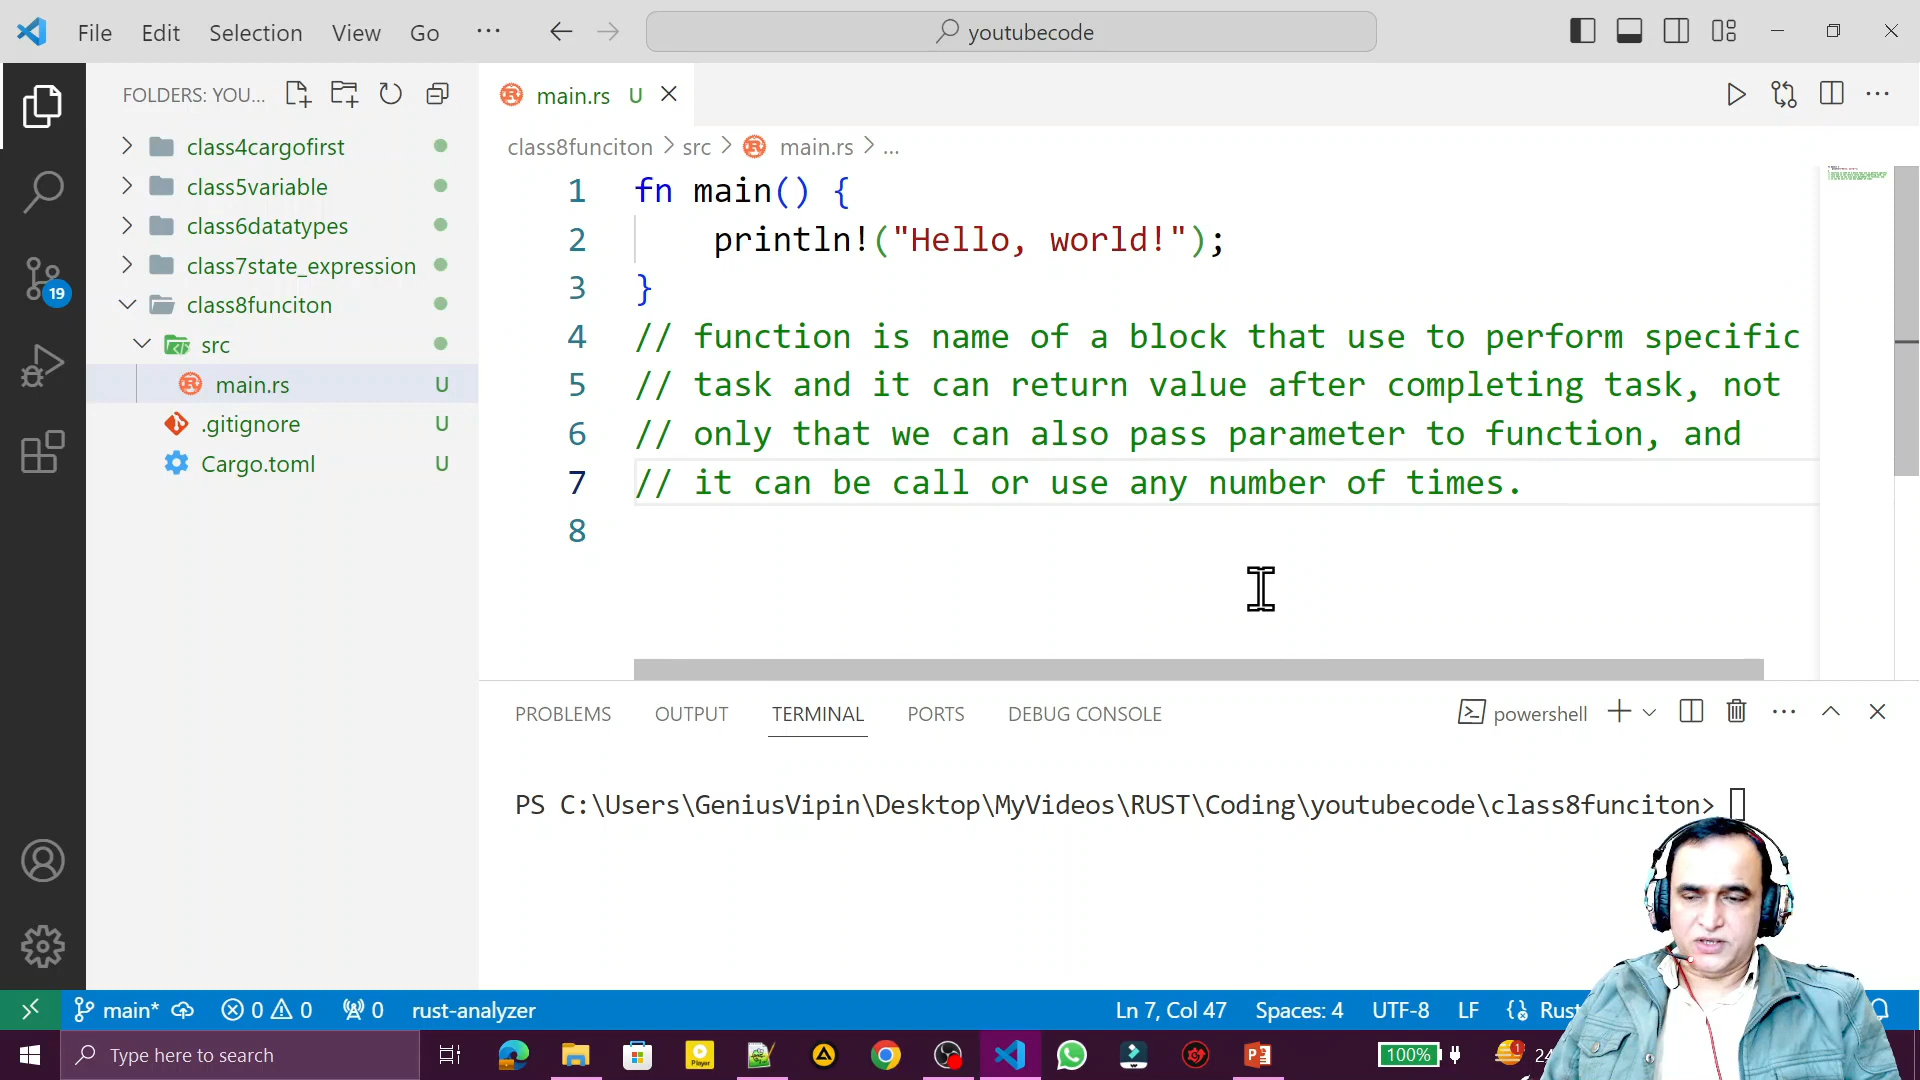 File Edit Selection View Go ... youtubecode
FOLDERS: YOU...
class4cargofirst
class5variable
class6datatypes
class7state_expression
class8funciton
src
main.rs U
.gitignore U
Cargo.toml U
19
main.rs U
class8funciton > src > main.rs > ...
1 fn main() {
2 println!("Hello, world!");
3 }
4 // function is name of a block that use to perform specific
5 // task and it can return value after completing task, not
6 // only that we can also pass parameter to function, and
7 // it can be call or use any number of times.
8
PROBLEMS OUTPUT TERMINAL PORTS DEBUG CONSOLE powershell
PS C:\Users\GeniusVipin\Desktop\MyVideos\RUST\Coding\youtubecode\class8funciton>
main* 0 0 0 rust-analyzer Ln 7, Col 47 Spaces: 4 UTF-8 LF Rust
Type here to search 100% 1 24